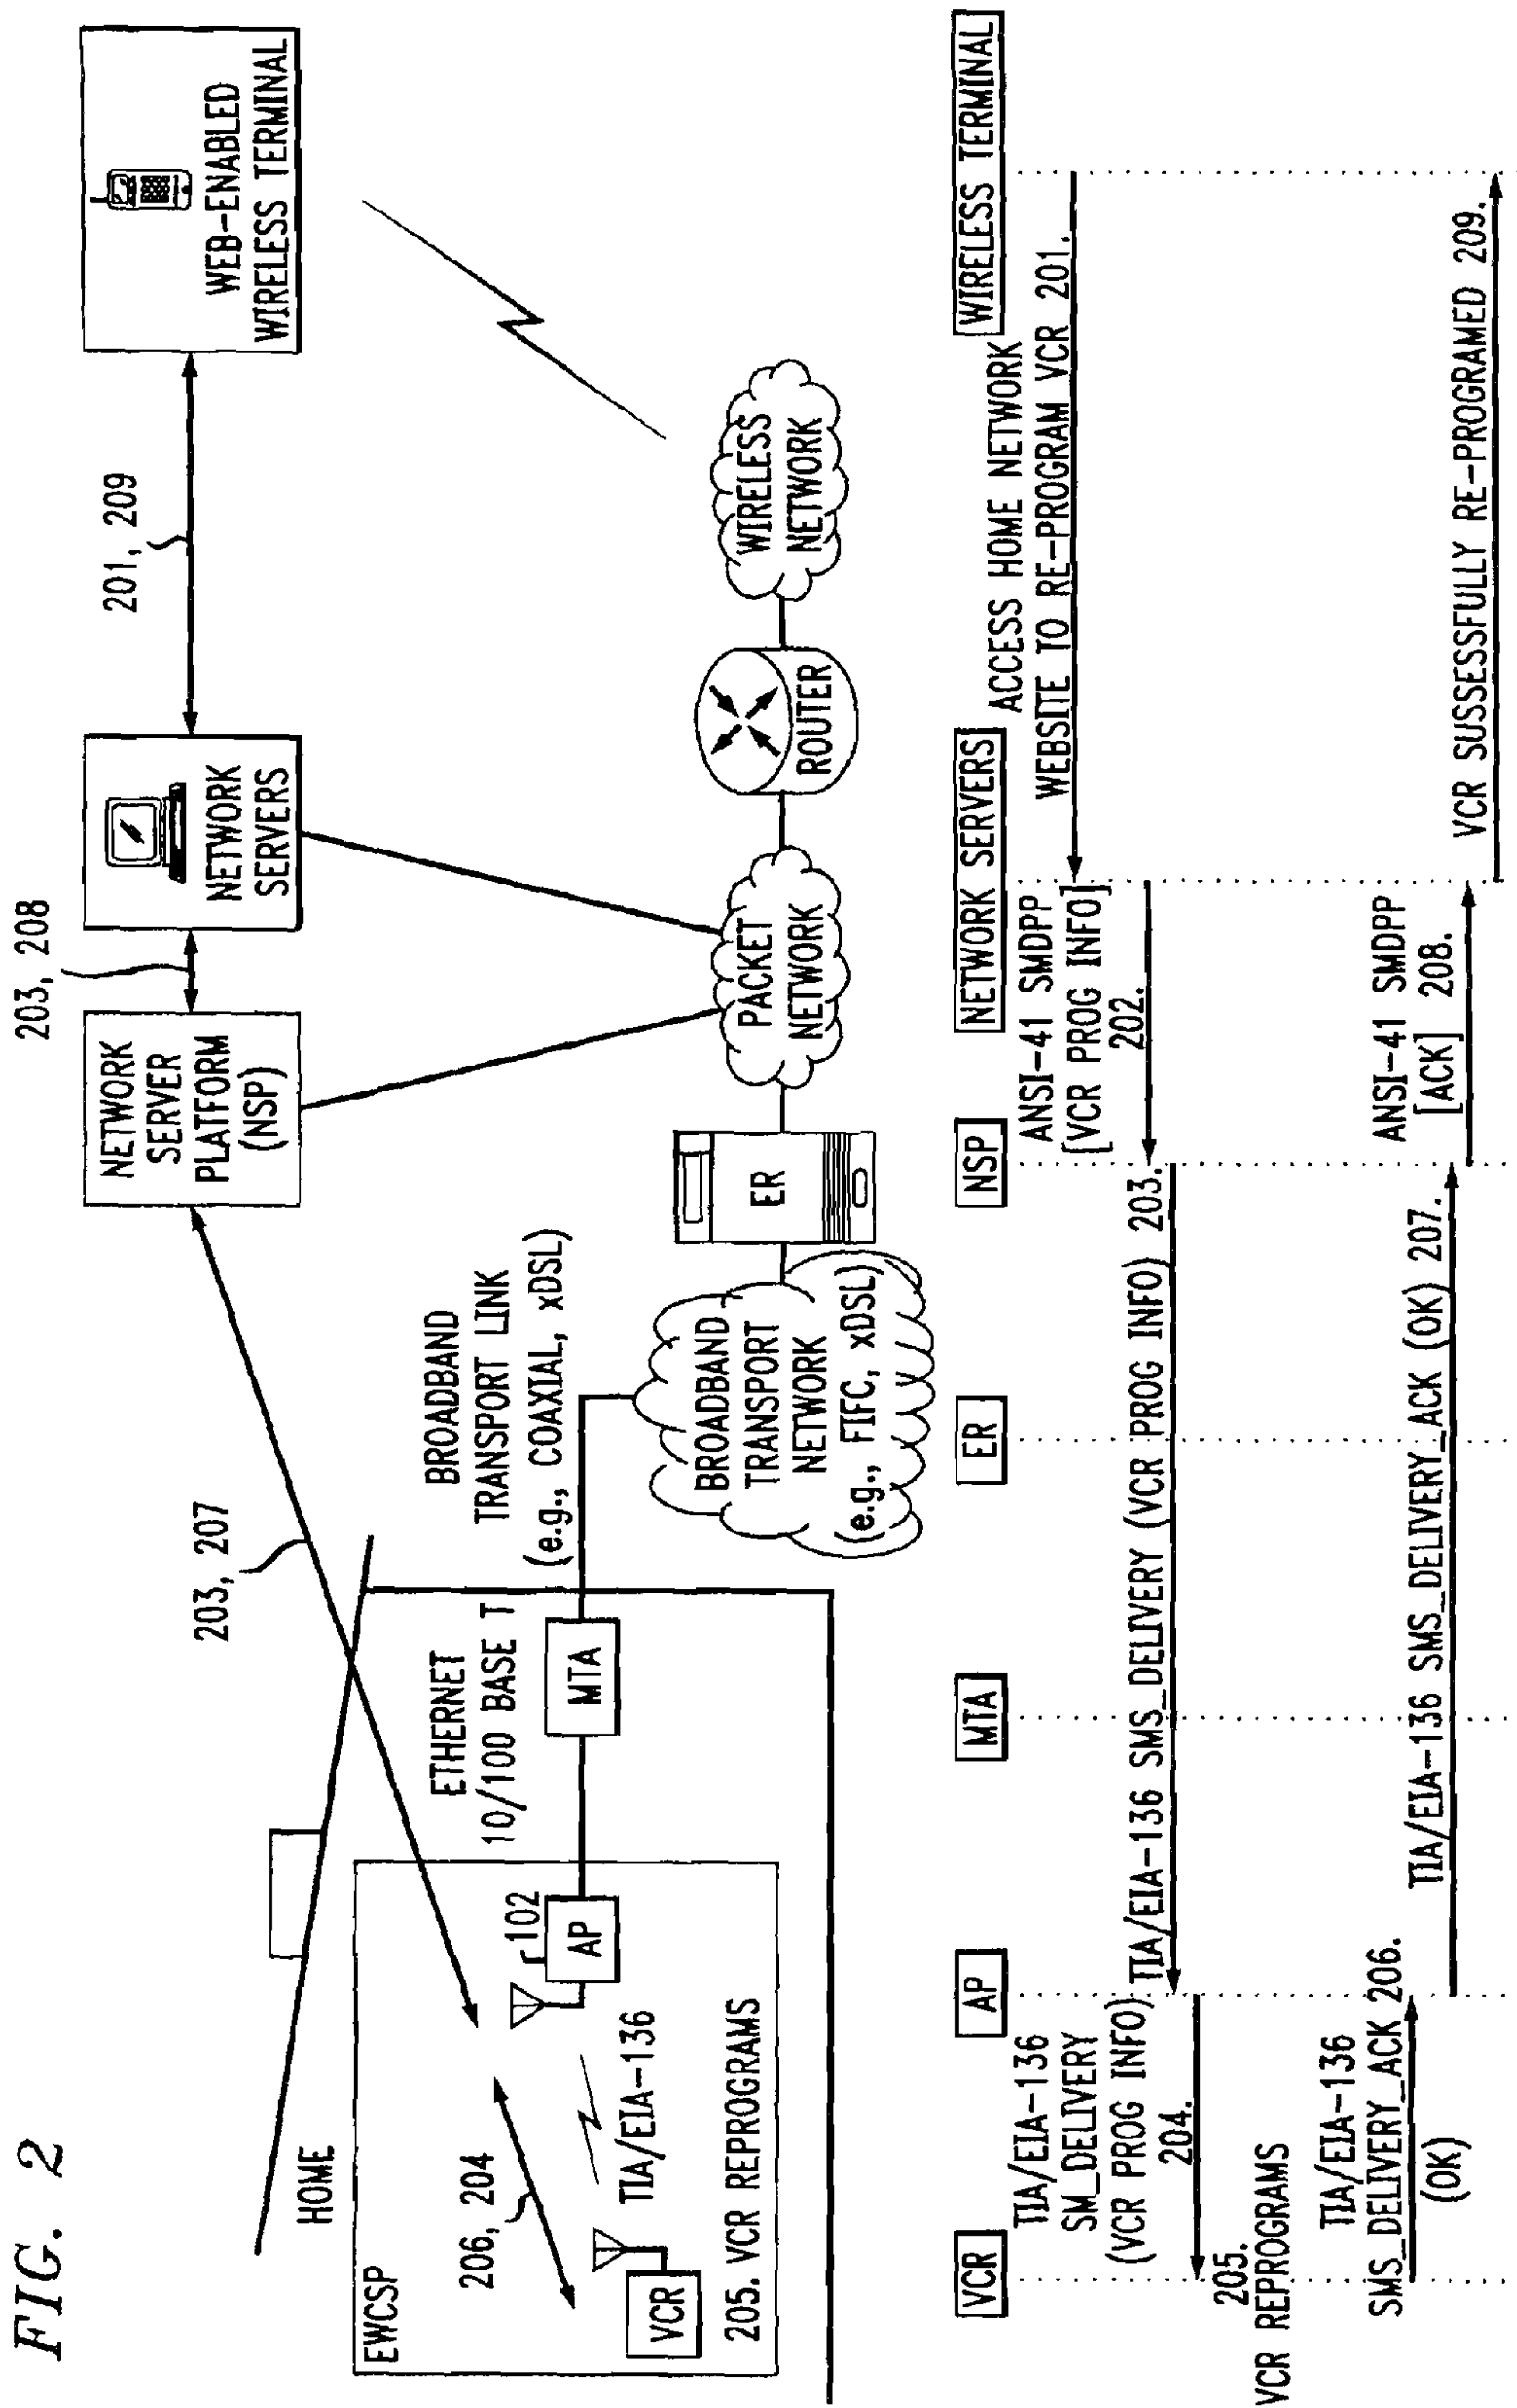 FIG. 2
203, 208
201, 209
NETWORK
SERVER
PLATFORM
(NSP)
NETWORK
SERVERS
WEB-ENABLED
WIRELESS TERMINAL
203, 207
HOME
EWCSP
206, 204
ETHERNET
10/100 BASE T
BROADBAND
TRANSPORT LINK
(e.g., COAXIAL, xDSL)
102
AP
MTA
TIA/EIA-136
VCR
205. VCR REPROGRAMS
BROADBAND
TRANSPORT
NETWORK
(e.g., FIFC, xDSL)
ER
PACKET
NETWORK
ROUTER
WIRELESS
NETWORK
VCR
AP
MTA
ER
NSP
NETWORK SERVERS
WIRELESS TERMINAL
ACCESS HOME NETWORK
WEBSITE TO RE-PROGRAM VCR 201.
ANSI-41 SMDPP
[VCR PROG INFO]
202.
TIA/EIA-136 SMS_DELIVERY (VCR PROG INFO) 203.
TIA/EIA-136
SM_DELIVERY
(VCR PROG INFO)
204.
205.
VCR REPROGRAMS
TIA/EIA-136
SMS_DELIVERY_ACK 206.
(OK)
TIA/EIA-136 SMS_DELIVERY_ACK (OK) 207.
ANSI-41 SMDPP
[ACK] 208.
VCR SUSSESSFULLY RE-PROGRAMED 209.